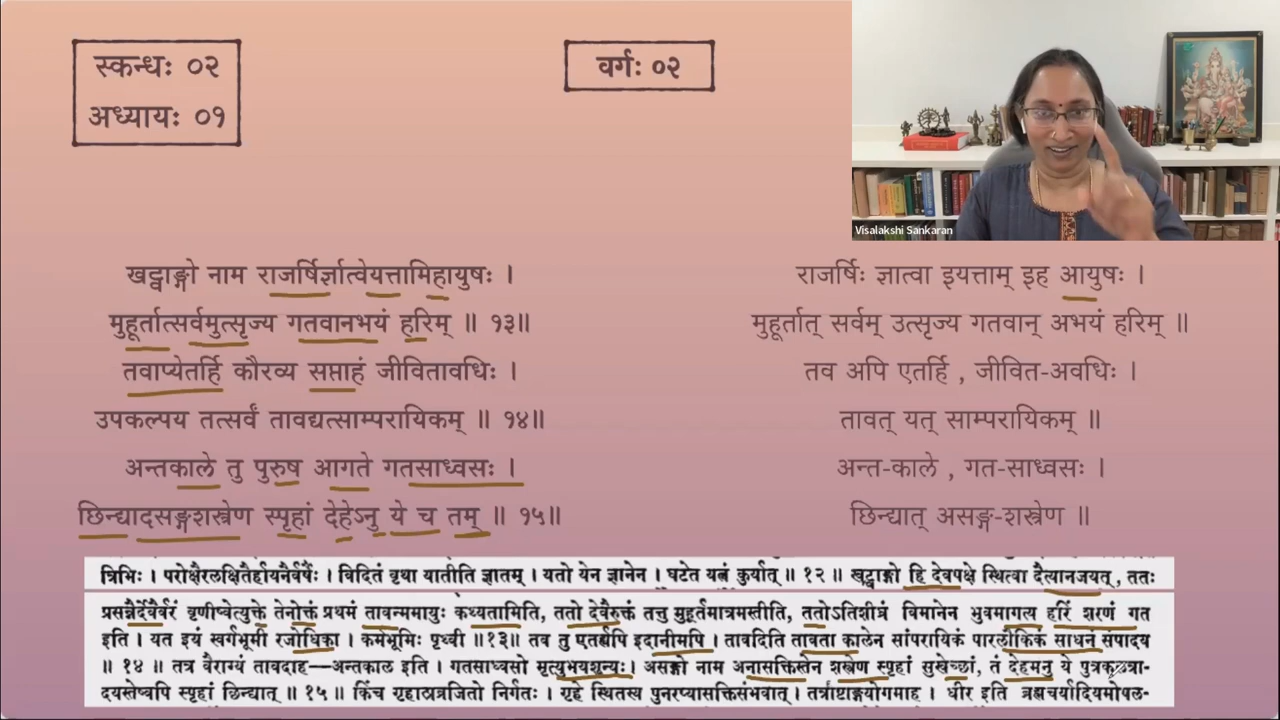 स्कन्धः ०२
अध्यायः ०१
वर्गः ०२
Visalakshi Sankaran
खट्वाङ्गो नाम राजर्षिर्ज्ञात्वेयत्तामिहायुषः ।
मुहूर्तात्सर्वमुत्सृज्य गतवानभयं हरिम् ॥ १३॥
तवाप्येतर्हि कौरव्य सप्ताहं जीवितावधिः ।
उपकल्पय तत्सर्वं तावद्यत्साम्परायिकम् ॥ १४॥
अन्तकाले तु पुरुष आगते गतसाध्वसः ।
छिन्द्यादसङ्गशस्त्रेण स्पृहां देहेऽनु ये च तम् ॥ १५॥
राजर्षिः ज्ञात्वा इयत्ताम् इह आयुषः ।
मुहूर्तात् सर्वम् उत्सृज्य गतवान् अभयं हरिम् ॥
तव अपि एतर्हि , जीवित-अवधिः ।
तावत् यत् साम्परायिकम् ॥
अन्त-काले , गत-साध्वसः ।
छिन्द्यात् असङ्ग-शस्त्रेण ॥
त्रिभिः । परोक्षैरलक्षितैर्हायनैर्वर्षैः । विदितं वृथा यातीति ज्ञातम् । यतो येन ज्ञानेन । घटेत यत्नं कुर्यात् ॥ १२ ॥ खट्वाङ्गो हि देवपक्षे स्थित्वा दैत्यानजयत्, ततः
प्रसन्नैर्देवैर्वरं वृणीष्वेत्युक्ते तेनोक्तं प्रथमं तावन्ममायुः कथ्यतामिति, ततो देवैरुक्तं तत्तु मुहूर्तमात्रमस्तीति, ततोऽतिशीघ्रं विमानेन भुवमागत्य हरिं शरणं गत
इति । यत इयं स्वर्गभूमी रजोधिका । कर्मभूमिः पृथ्वी ॥१३॥ तव तु एतर्ह्यपि इदानीमपि । तावदिति तावता कालेन सांपरायिकं पारलौकिकं साधनं संपादय
॥ १४ ॥ तत्र वैराग्यं तावदाह—अन्तकाल इति । गतसाध्वसो मृत्युभयशून्यः । असङ्गो नाम अनासक्तिस्तेन शस्त्रेण स्पृहां सुखेच्छां, तं देहमनु ये पुत्रकलत्रा-
दयस्तेष्वपि स्पृहां छिन्द्यात् ॥ १५ ॥ किंच गृहात्प्रव्रजितो निर्गतः । गृहे स्थितस्य पुनरप्यासक्तिसंभवात् । धीर इति ब्रह्मचर्यादियमोपल-